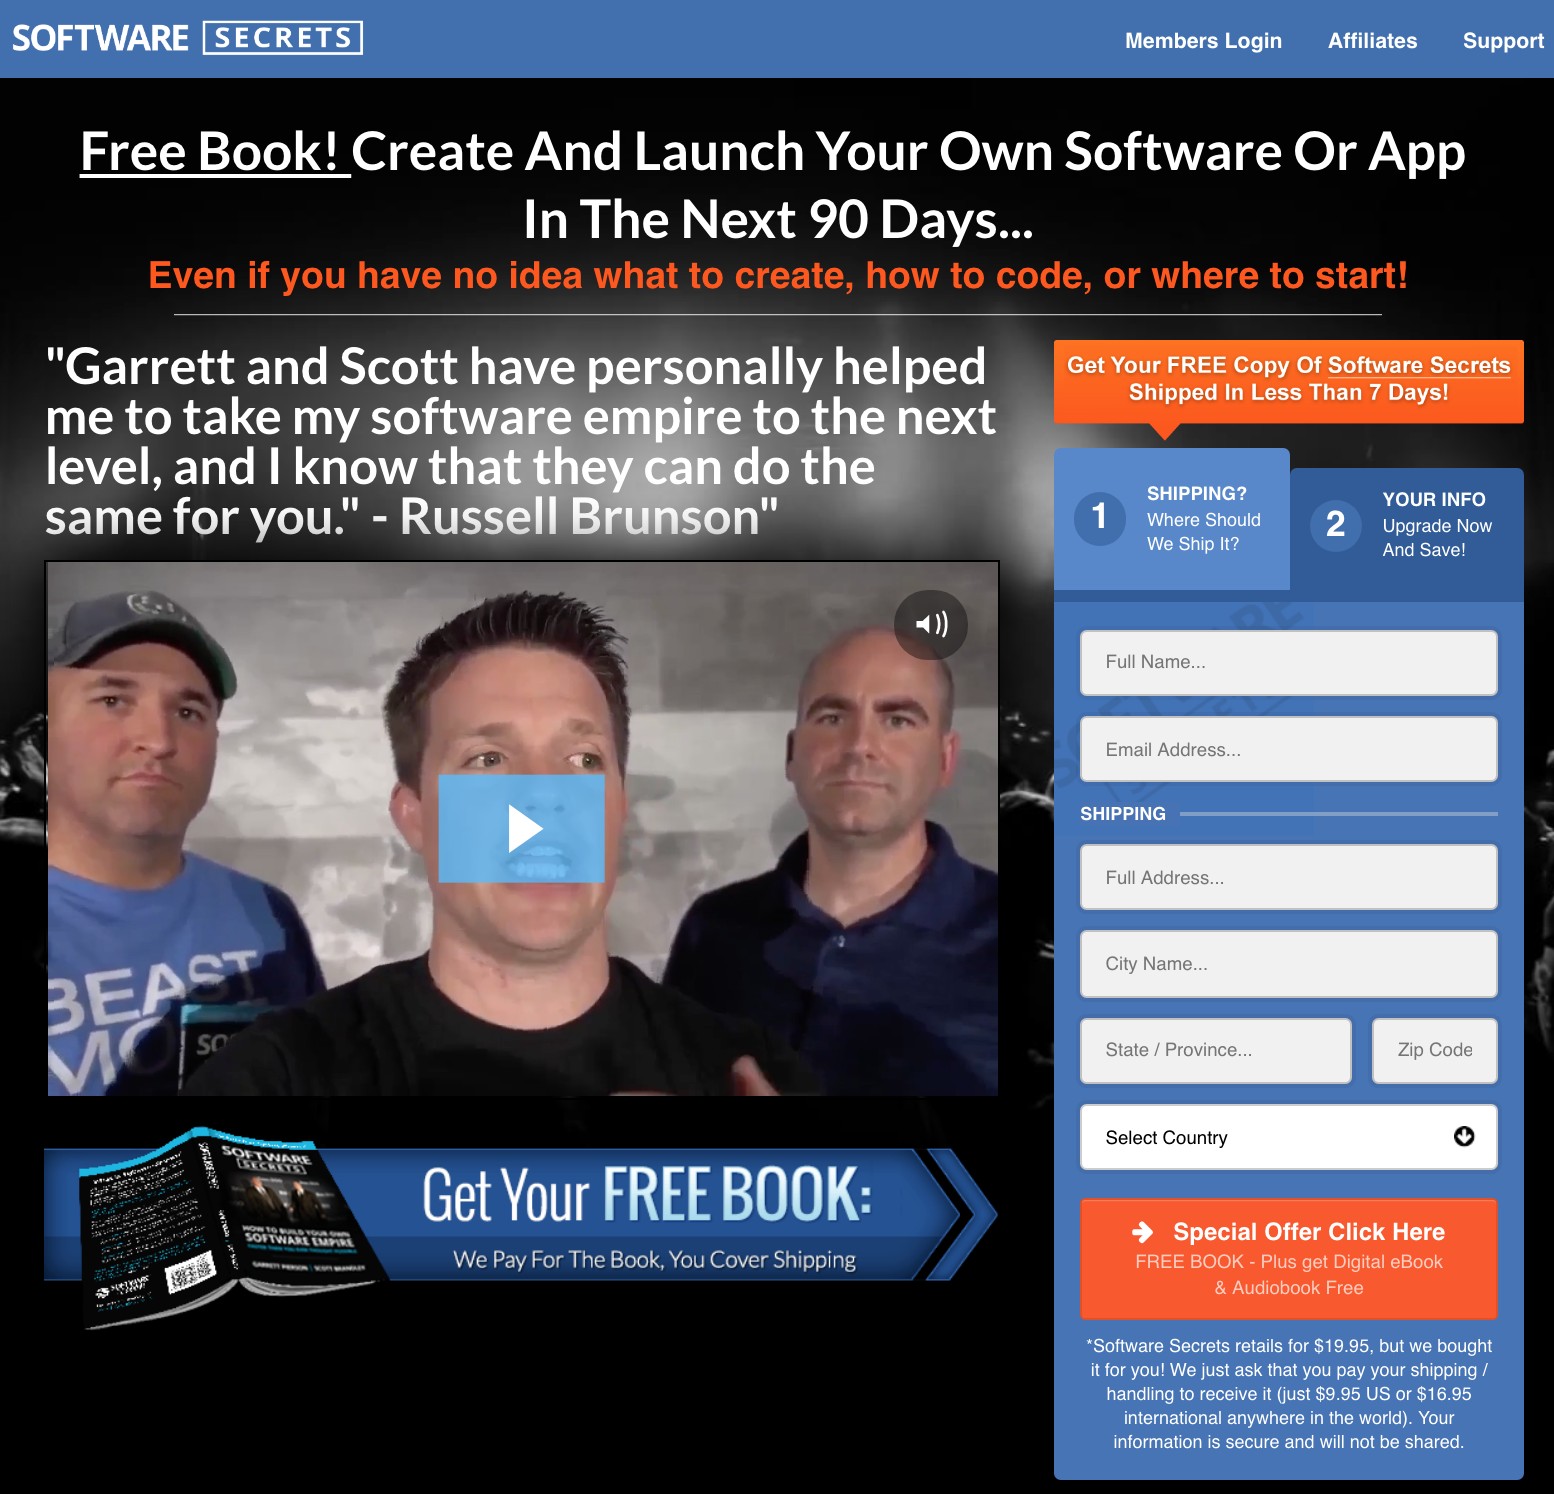 SOFTWARE SECRETS
Members Login Affiliates Support
Free Book! Create And Launch Your Own Software Or App
In The Next 90 Days...
Even if you have no idea what to create, how to code, or where to start!
"Garrett and Scott have personally helped
me to take my software empire to the next
level, and I know that they can do the
same for you." - Russell Brunson"
BEAST
MO
SO
SOFTWARE
SECRETS
HOW TO BUILD YOUR OWN
SOFTWARE EMPIRE
GARRETT PIERSON | SCOTT BRANDLEY
Get Your FREE BOOK:
We Pay For The Book, You Cover Shipping
Get Your FREE Copy Of Software Secrets
Shipped In Less Than 7 Days!
1
SHIPPING?
Where Should
We Ship It?
2
YOUR INFO
Upgrade Now
And Save!
Full Name...
Email Address...
SHIPPING
Full Address...
City Name...
State / Province...
Zip Code
Select Country
Special Offer Click Here
FREE BOOK - Plus get Digital eBook
& Audiobook Free
*Software Secrets retails for $19.95, but we bought
it for you! We just ask that you pay your shipping /
handling to receive it (just $9.95 US or $16.95
international anywhere in the world). Your
information is secure and will not be shared.